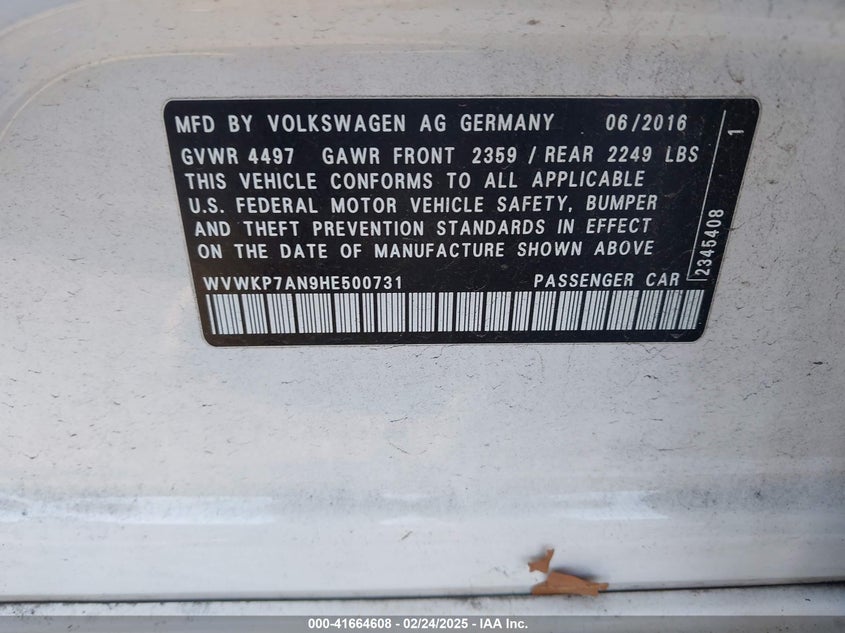 MFD BY VOLKSWAGEN AG GERMANY 06/2016
GVWR 4497 GAWR FRONT 2359 / REAR 2249 LBS
THIS VEHICLE CONFORMS TO ALL APPLICABLE
U.S. FEDERAL MOTOR VEHICLE SAFETY, BUMPER
AND THEFT PREVENTION STANDARDS IN EFFECT
ON THE DATE OF MANUFACTURE SHOWN ABOVE
WVWKP7AN9HE500731 PASSENGER CAR
2345408 1
000-41664608 - 02/24/2025 - IAA Inc.